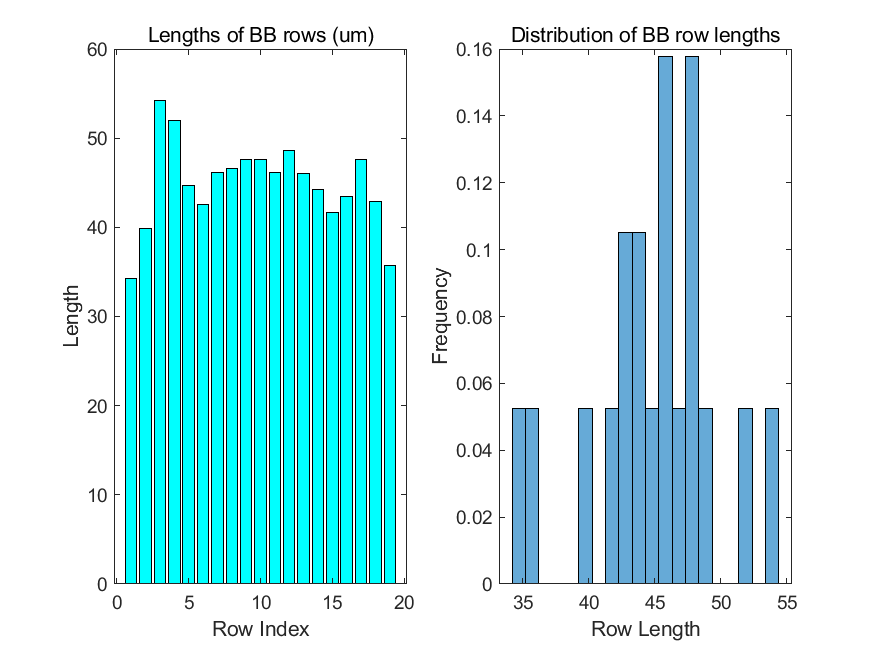 Lengths of BB rows (um)
60
50
40
30
20
10
0
Length
0 5 10 15 20
Row Index
Distribution of BB row lengths
0.16
0.14
0.12
0.1
0.08
0.06
0.04
0.02
0
Frequency
35 40 45 50 55
Row Length